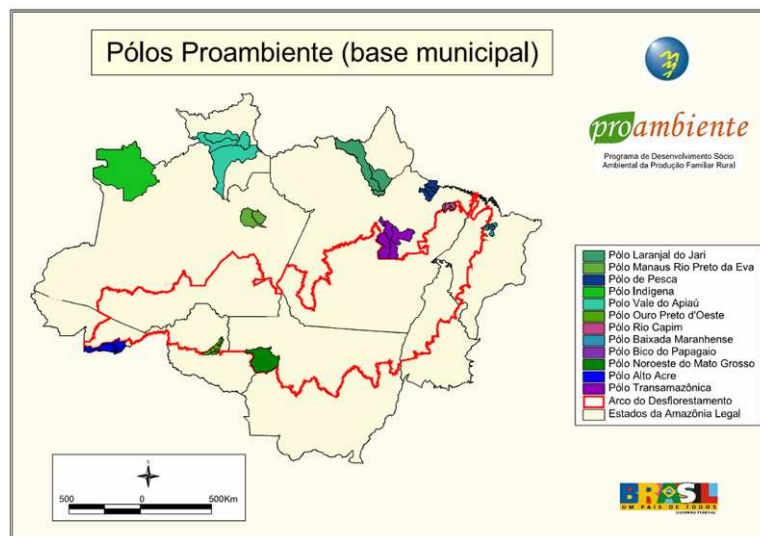 Pólos Proambiente (base municipal)
proambiente
Programa de Desenvolvimento Sócio
Ambiental da Produção Familiar Rural
Pólo Laranjal do Jari
Pólo Manaus Rio Preto da Eva
Pólo de Pesca
Pólo Indígena
Polo Vale do Apiaú
Pólo Ouro Preto d'Oeste
Pólo Rio Capim
Pólo Baixada Maranhense
Pólo Bico do Papagaio
Pólo Noroeste do Mato Grosso
Pólo Alto Acre
Pólo Transamazônica
Arco do Desflorestamento
Estados da Amazônia Legal
500 0 500Km
BRASIL
UM PAÍS DE TODOS
GOVERNO FEDERAL